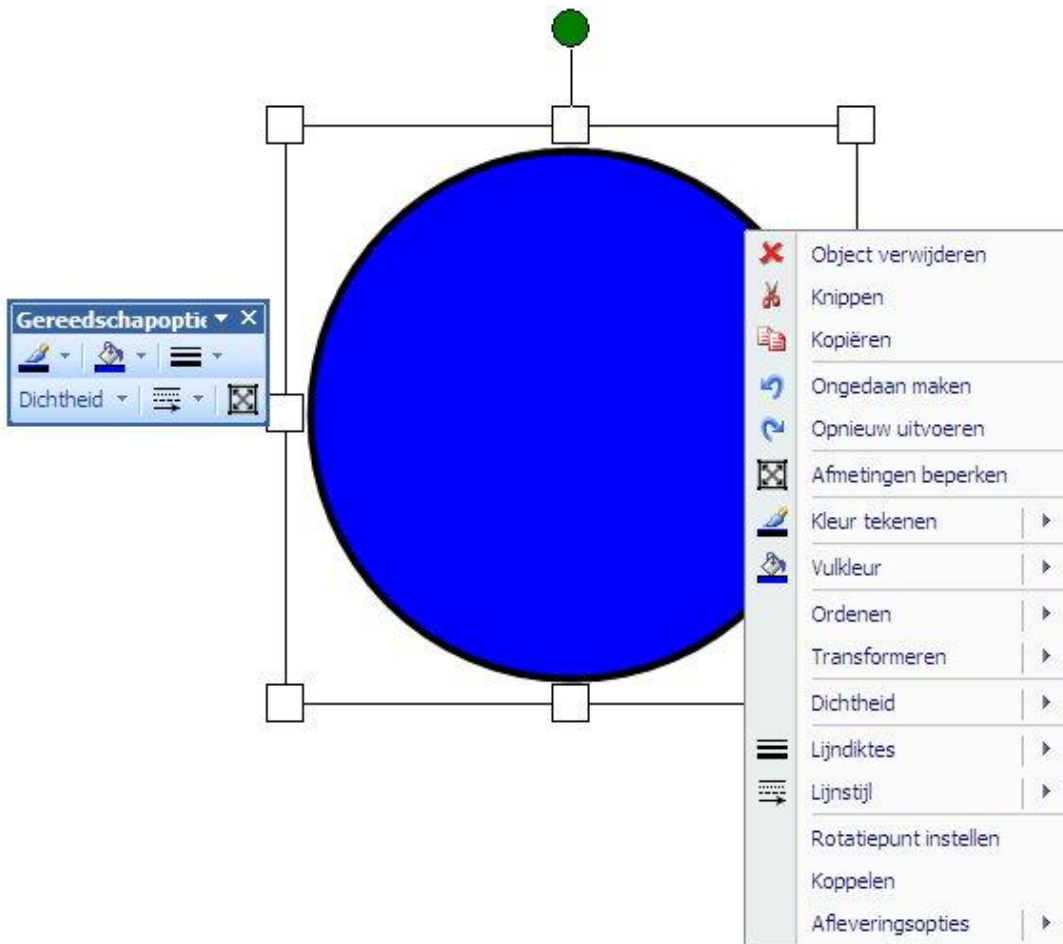 Gereedschapoptie
Dichtheid
Object verwijderen
Knippen
Kopiëren
Ongedaan maken
Opnieuw uitvoeren
Afmetingen beperken
Kleur tekenen
Vulkleur
Ordenen
Transformeren
Dichtheid
Lijndiktes
Lijnstijl
Rotatiepunt instellen
Koppelen
Afleveringsopties